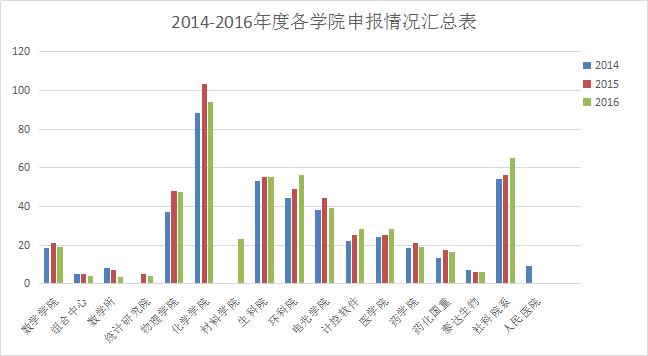 2014-2016年度各学院申报情况汇总表
120
100
80
60
40
20
0
2014
2015
2016
数学学院
组合中心
数学所
统计研究院
物理学院
化学学院
材料学院
生科院
环科院
电光学院
计控软件
医学院
药学院
药化国重
泰达生物
社科院系
人民医院